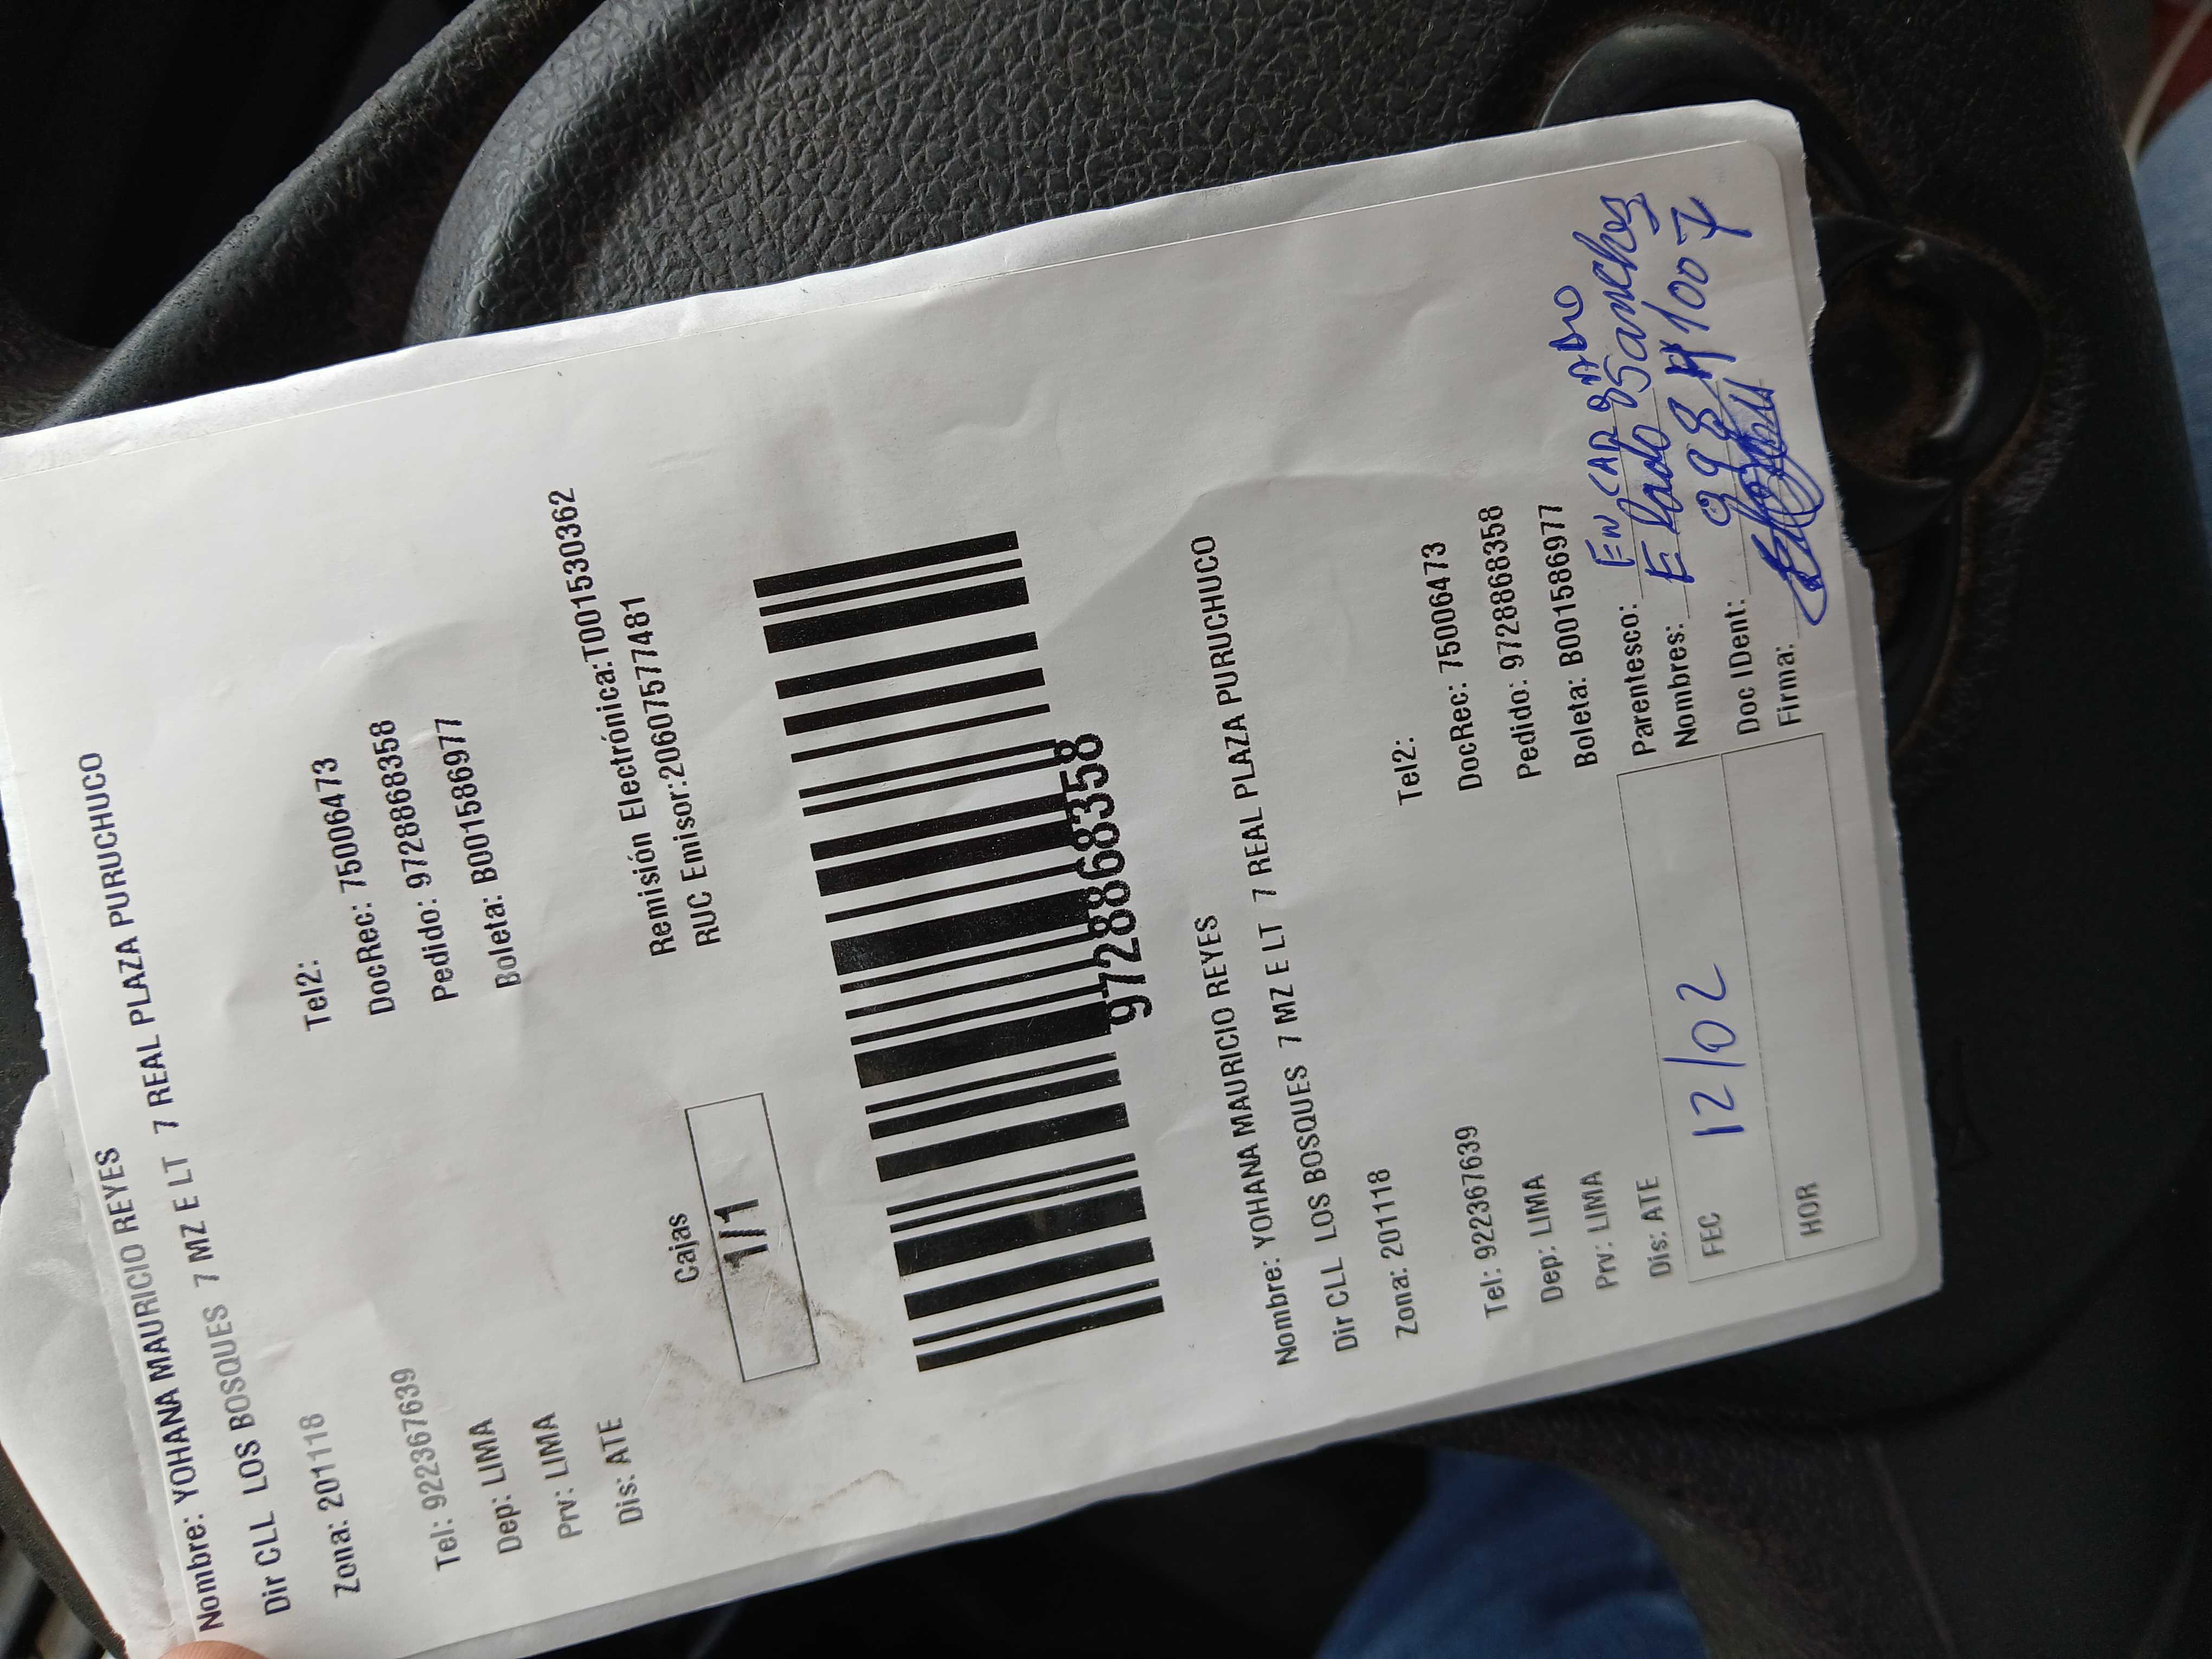 Nombre: YOHANA MAURICIO REYES
Dir CLL LOS BOSQUES 7 MZ E LT 7 REAL PLAZA PURUCHUCO
Zona: 201118
Tel2:
Tel: 922367639
DocRec: 75006473
Dep: LIMA
Pedido: 9728868358
Prv: LIMA
Boleta: B001586977
Dis: ATE
Cajas
1/1
Remisión Electrónica:T001530362
RUC Emisor:20607577481
9728868358
Nombre: YOHANA MAURICIO REYES
Dir CLL LOS BOSQUES 7 MZ E LT 7 REAL PLAZA PURUCHUCO
Zona: 201118
Tel2:
Tel: 922367639
DocRec: 75006473
Dep: LIMA
Pedido: 9728868358
Prv: LIMA
Boleta: B001586977
Dis: ATE
Parentesco:
FEC 12/02
Nombres: Sanchez
Doc IDent:
HOR
Firma: